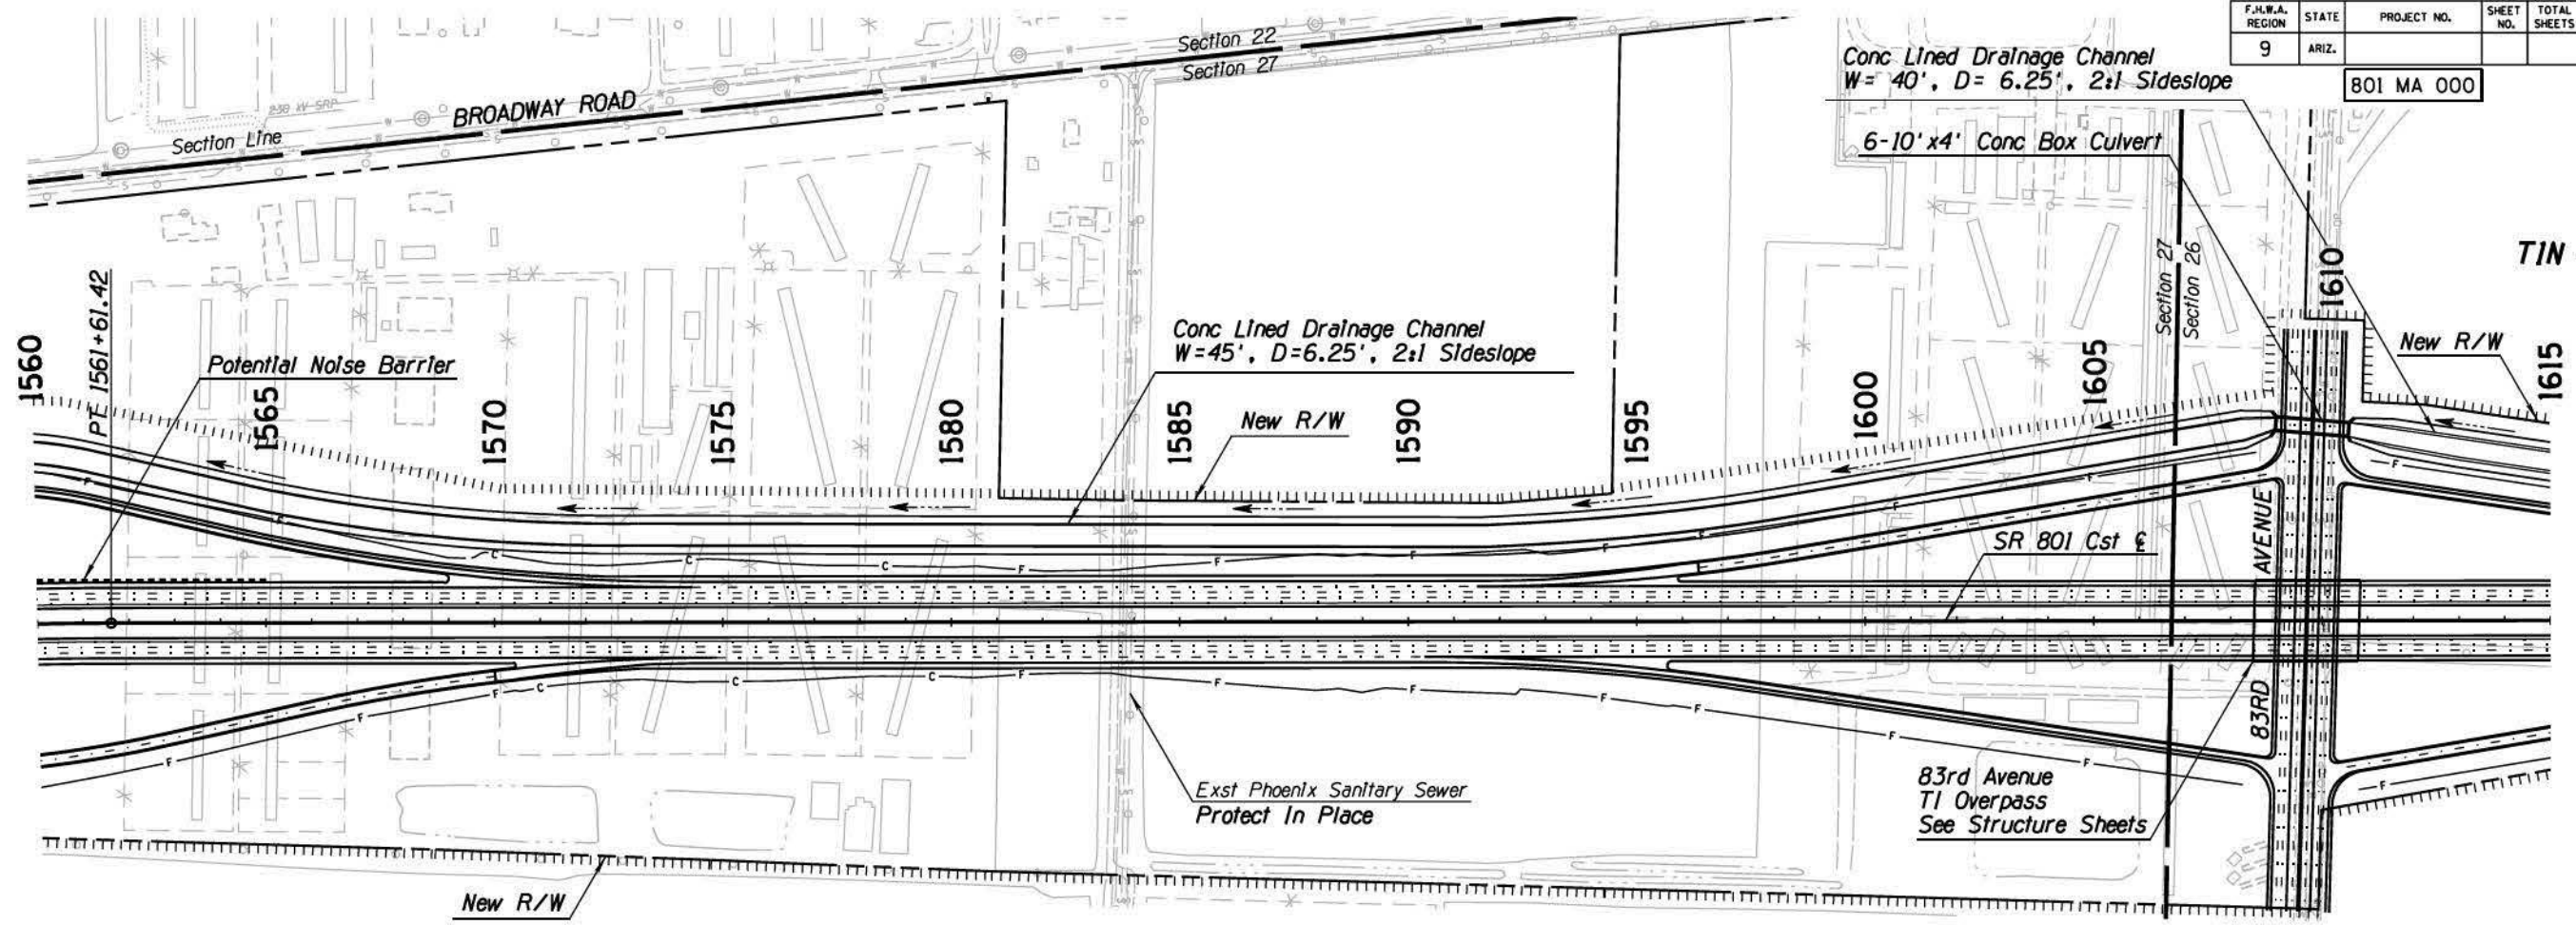 F.H.W.A. REGION
STATE
PROJECT NO.
SHEET NO.
TOTAL SHEETS
9
ARIZ.
801 MA 000
Section 22
Section 27
BROADWAY ROAD
Section Line
230 KV SRP
Conc Lined Drainage Channel
W= 40', D= 6.25', 2:1 Sideslope
6-10'x4' Conc Box Culvert
Section 27
Section 26
T1N
New R/W
PT 1561+61.42
Potential Noise Barrier
Conc Lined Drainage Channel
W=45', D=6.25', 2:1 Sideslope
New R/W
1560
1565
1570
1575
1580
1585
1590
1595
1600
1605
1610
1615
SR 801 Cst ℄
83RD AVENUE
Exst Phoenix Sanitary Sewer
Protect In Place
83rd Avenue
TI Overpass
See Structure Sheets
New R/W